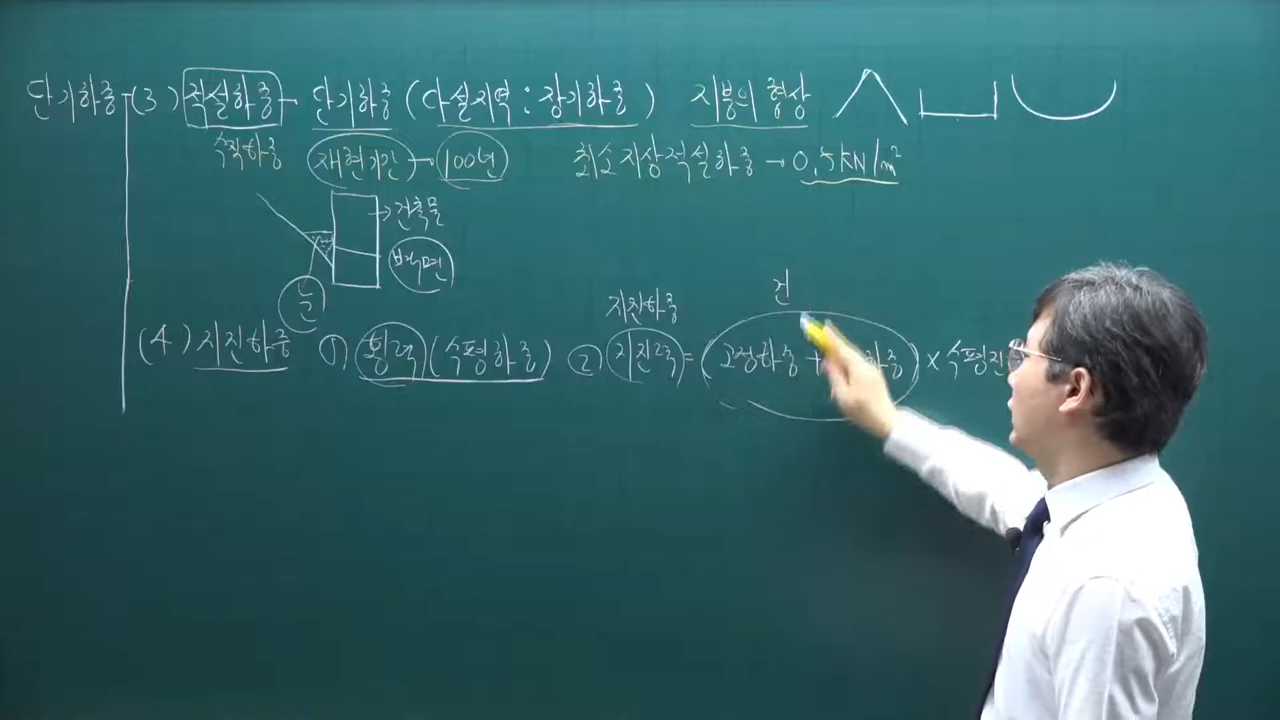 단기하중 (3) 적설하중 - 단기하중 (다설지역 : 장기하중) 지붕의 형상
수직하중 재현기간 → 100년 최소 지상적설하중 → 0.5kN/m²
→ 건축물
벽면
눈
지진하중 건
(4) 지진하중 ① 횡력 (수평하중) ② 지진력 = 고정하중 + 하중 × 수평진